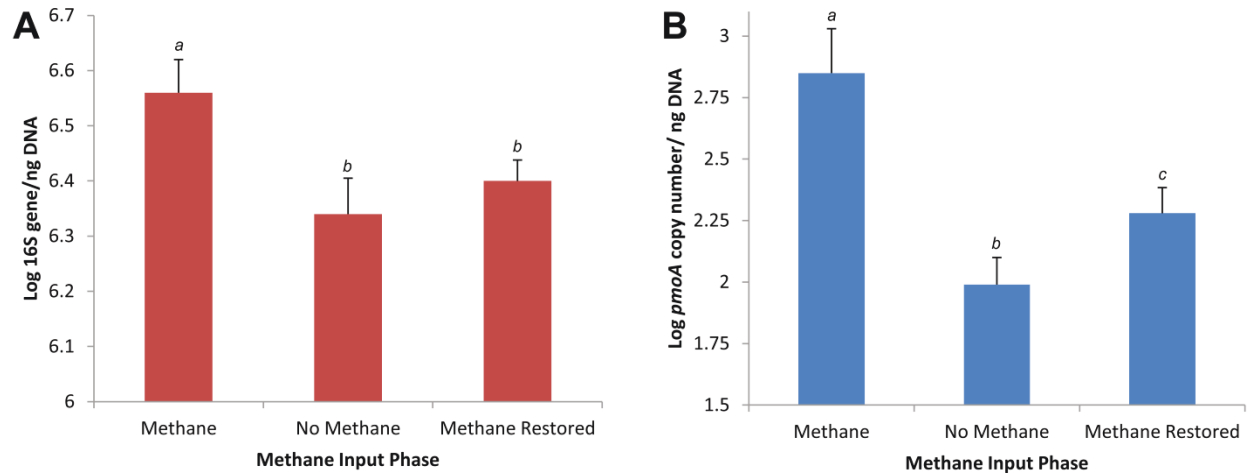 A
Log 16S gene/ng DNA
6.7
6.6
6.5
6.4
6.3
6.2
6.1
6
a
b
b
Methane
No Methane
Methane Restored
Methane Input Phase
B
Log pmoA copy number/ ng DNA
3
2.75
2.5
2.25
2
1.75
1.5
a
b
c
Methane
No Methane
Methane Restored
Methane Input Phase